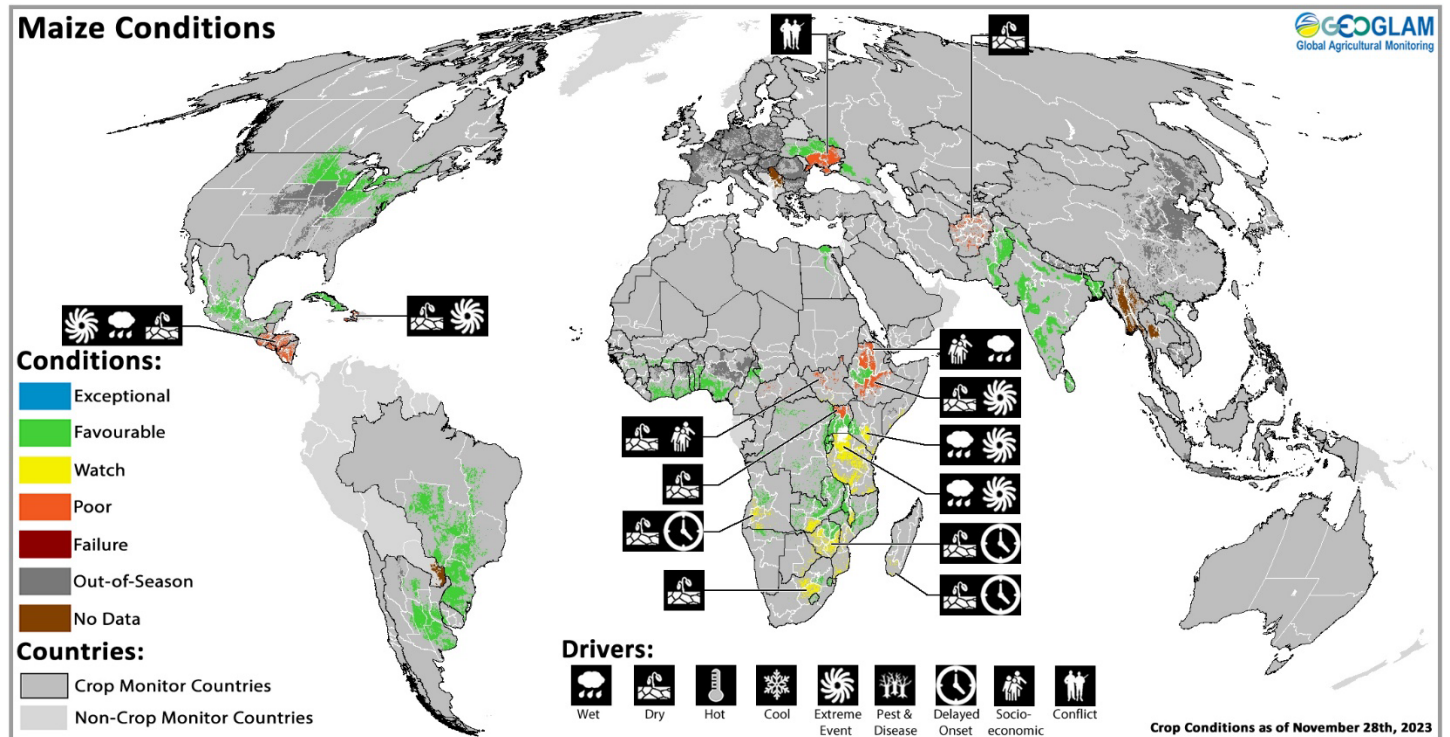 Maize Conditions
GEOGLAM
Global Agricultural Monitoring
Conditions:
Exceptional
Favourable
Watch
Poor
Failure
Out-of-Season
No Data
Countries:
Crop Monitor Countries
Non-Crop Monitor Countries
Drivers:
Wet
Dry
Hot
Cool
Extreme
Event
Pest &
Disease
Delayed
Onset
Socio-
economic
Conflict
Crop Conditions as of November 28th, 2023